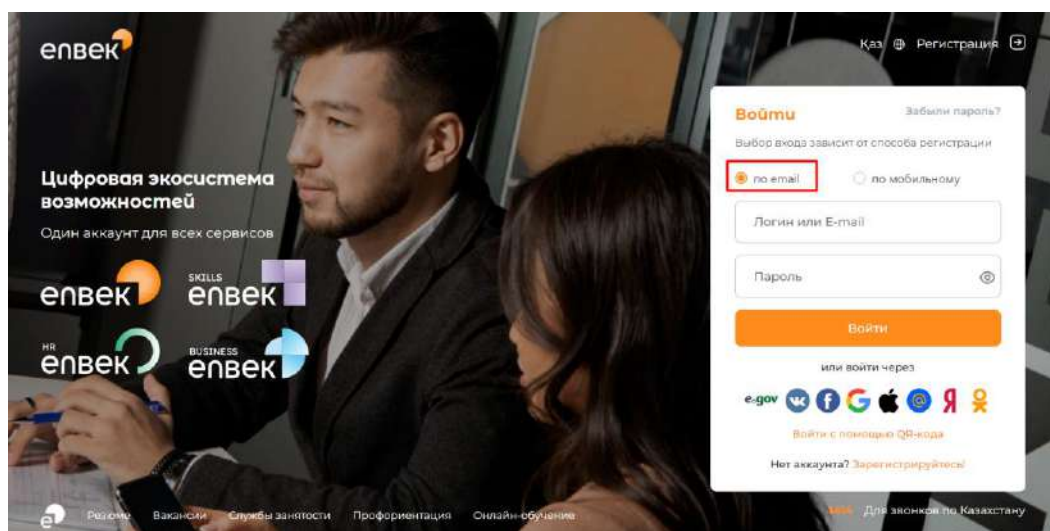 enbek
Қаз Регистрация
Войти Забыли пароль?
Выбор входа зависит от способа регистрации
по email по мобильному
Логин или E-mail
Пароль
Войти
или войти через
e-gov
Войти с помощью QR-кода
Нет аккаунта? Зарегистрируйтесь!
Цифровая экосистема
возможностей
Один аккаунт для всех сервисов
enbek
SKILLS
enbek
HR
enbek
BUSINESS
enbek
Резюме Вакансии Службы занятости Профориентация Онлайн-обучение
Для звонков по Казахстану